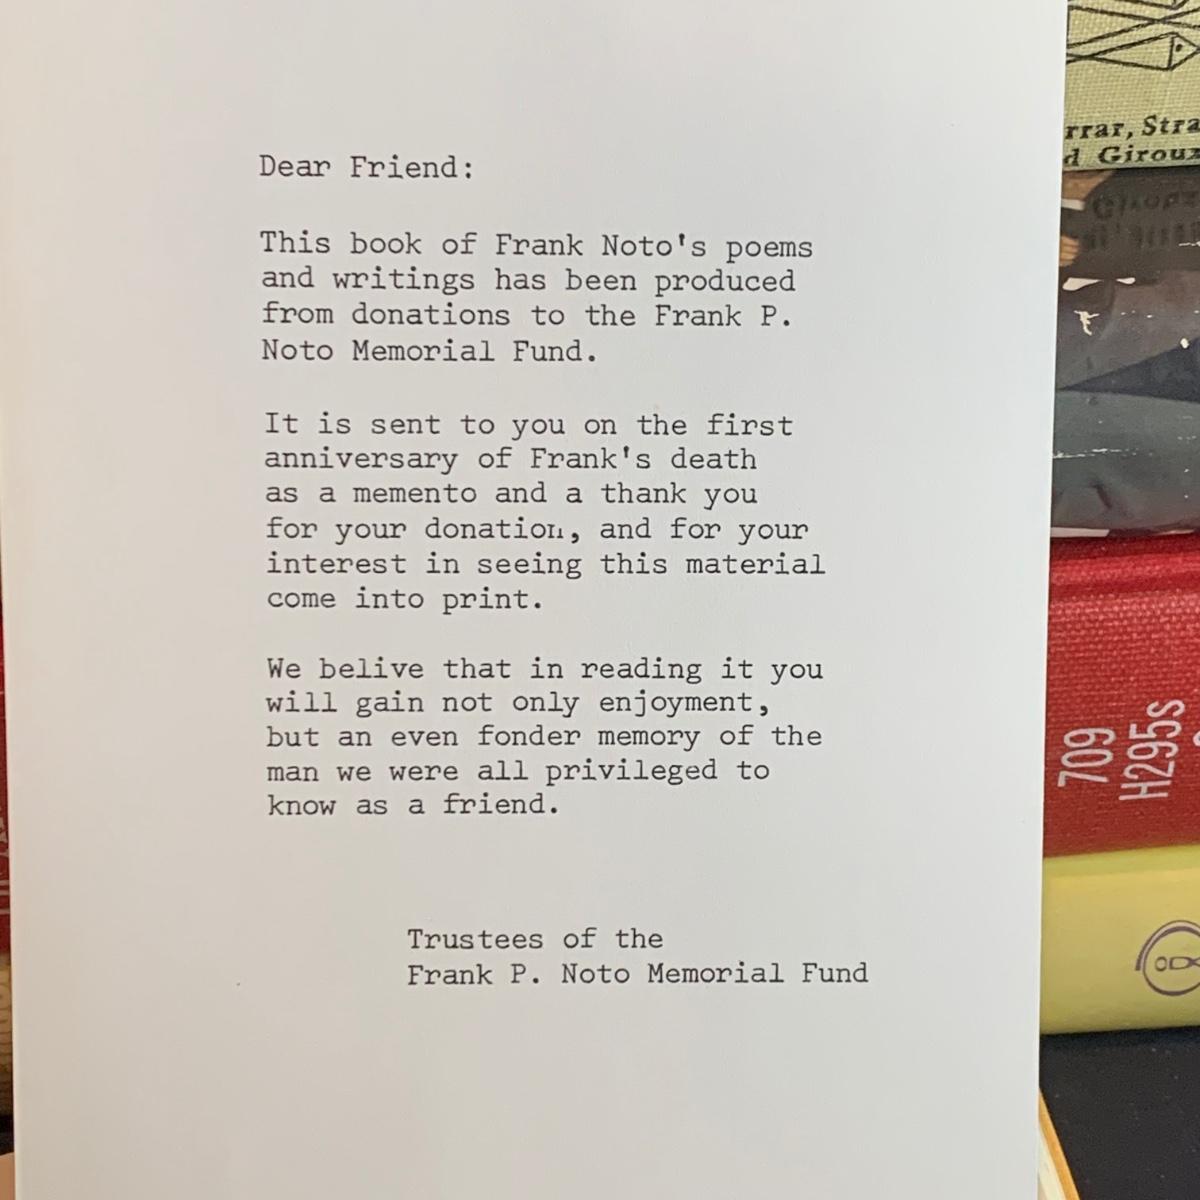 Dear Friend:
This book of Frank Noto's poems
and writings has been produced
from donations to the Frank P.
Noto Memorial Fund.
It is sent to you on the first
anniversary of Frank's death
as a memento and a thank you
for your donation, and for your
interest in seeing this material
come into print.
We belive that in reading it you
will gain not only enjoyment,
but an even fonder memory of the
man we were all privileged to
know as a friend.
Trustees of the
Frank P. Noto Memorial Fund
rrar, Stra
d Giroux
709
H295s